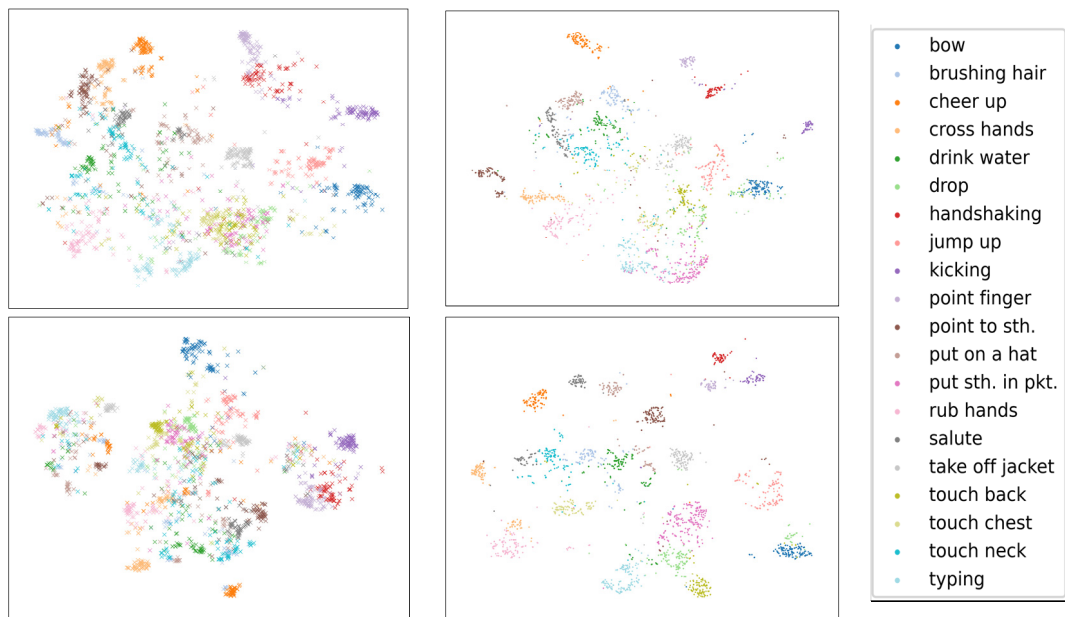 bow
brushing hair
cheer up
cross hands
drink water
drop
handshaking
jump up
kicking
point finger
point to sth.
put on a hat
put sth. in pkt.
rub hands
salute
take off jacket
touch back
touch chest
touch neck
typing